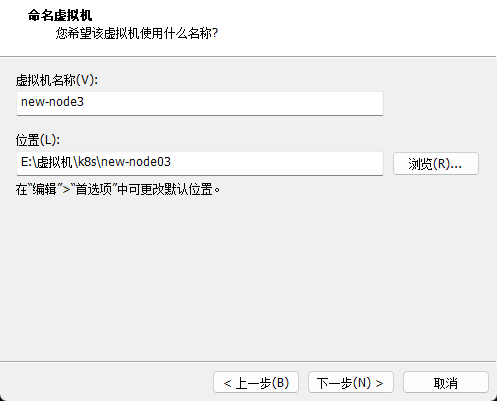 命名虚拟机
您希望该虚拟机使用什么名称?
虚拟机名称(V):
new-node3
位置(L):
E:\虚拟机\k8s\new-node03
浏览(R)...
在"编辑">"首选项"中可更改默认位置。
< 上一步(B)
下一步(N) >
取消